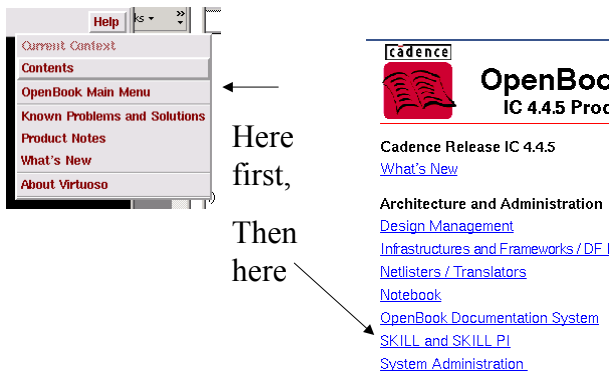 Help
ks
»
Current Context
Contents
OpenBook Main Menu
Known Problems and Solutions
Product Notes
What's New
About Virtuoso
Here
first,
Then
here
cādence
OpenBoo
IC 4.4.5 Prod
Cadence Release IC 4.4.5
What's New
Architecture and Administration
Design Management
Infrastructures and Frameworks / DF
Netlisters / Translators
Notebook
OpenBook Documentation System
SKILL and SKILL PI
System Administration